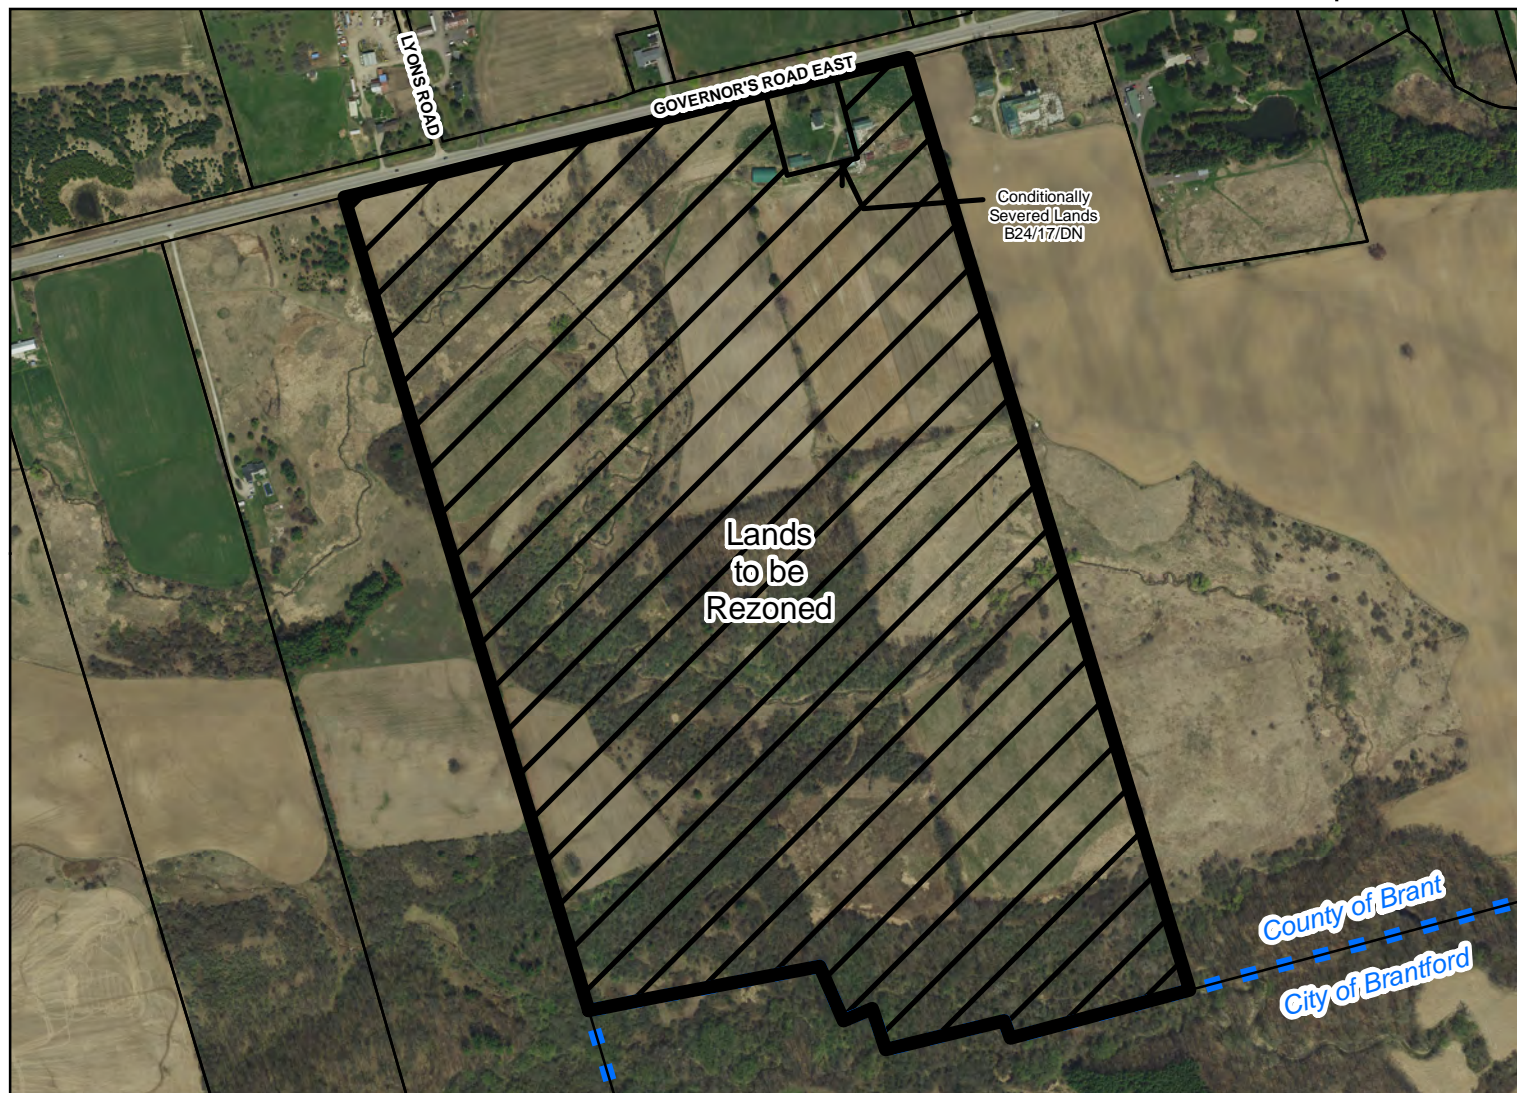 LYONS ROAD
GOVERNOR'S ROAD EAST
Conditionally
Severed Lands
B24/17/DN
Lands
to be
Rezoned
County of Brant
City of Brantford